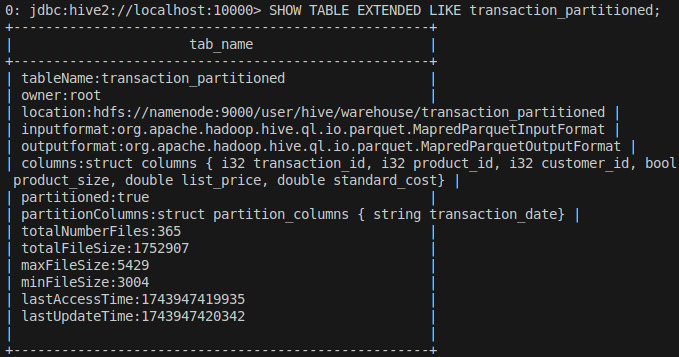 0: jdbc:hive2://localhost:10000> SHOW TABLE EXTENDED LIKE transaction_partitioned;
+-------------------------------------------------+
|                     tab_name                    |
+-------------------------------------------------+
| tableName:transaction_partitioned               |
| owner:root                                      |
| location:hdfs://namenode:9000/user/hive/warehouse/transaction_partitioned |
| inputformat:org.apache.hadoop.hive.ql.io.parquet.MapredParquetInputFormat |
| outputformat:org.apache.hadoop.hive.ql.io.parquet.MapredParquetOutputFormat |
| columns:struct columns { i32 transaction_id, i32 product_id, i32 customer_id, bool
product_size, double list_price, double standard_cost} |
| partitioned:true                                |
| partitionColumns:struct partition_columns { string transaction_date} |
| totalNumberFiles:365                            |
| totalFileSize:1752907                           |
| maxFileSize:5429                                |
| minFileSize:3004                                |
| lastAccessTime:1743947419935                    |
| lastUpdateTime:1743947420342                    |
|                                                 |
+-------------------------------------------------+